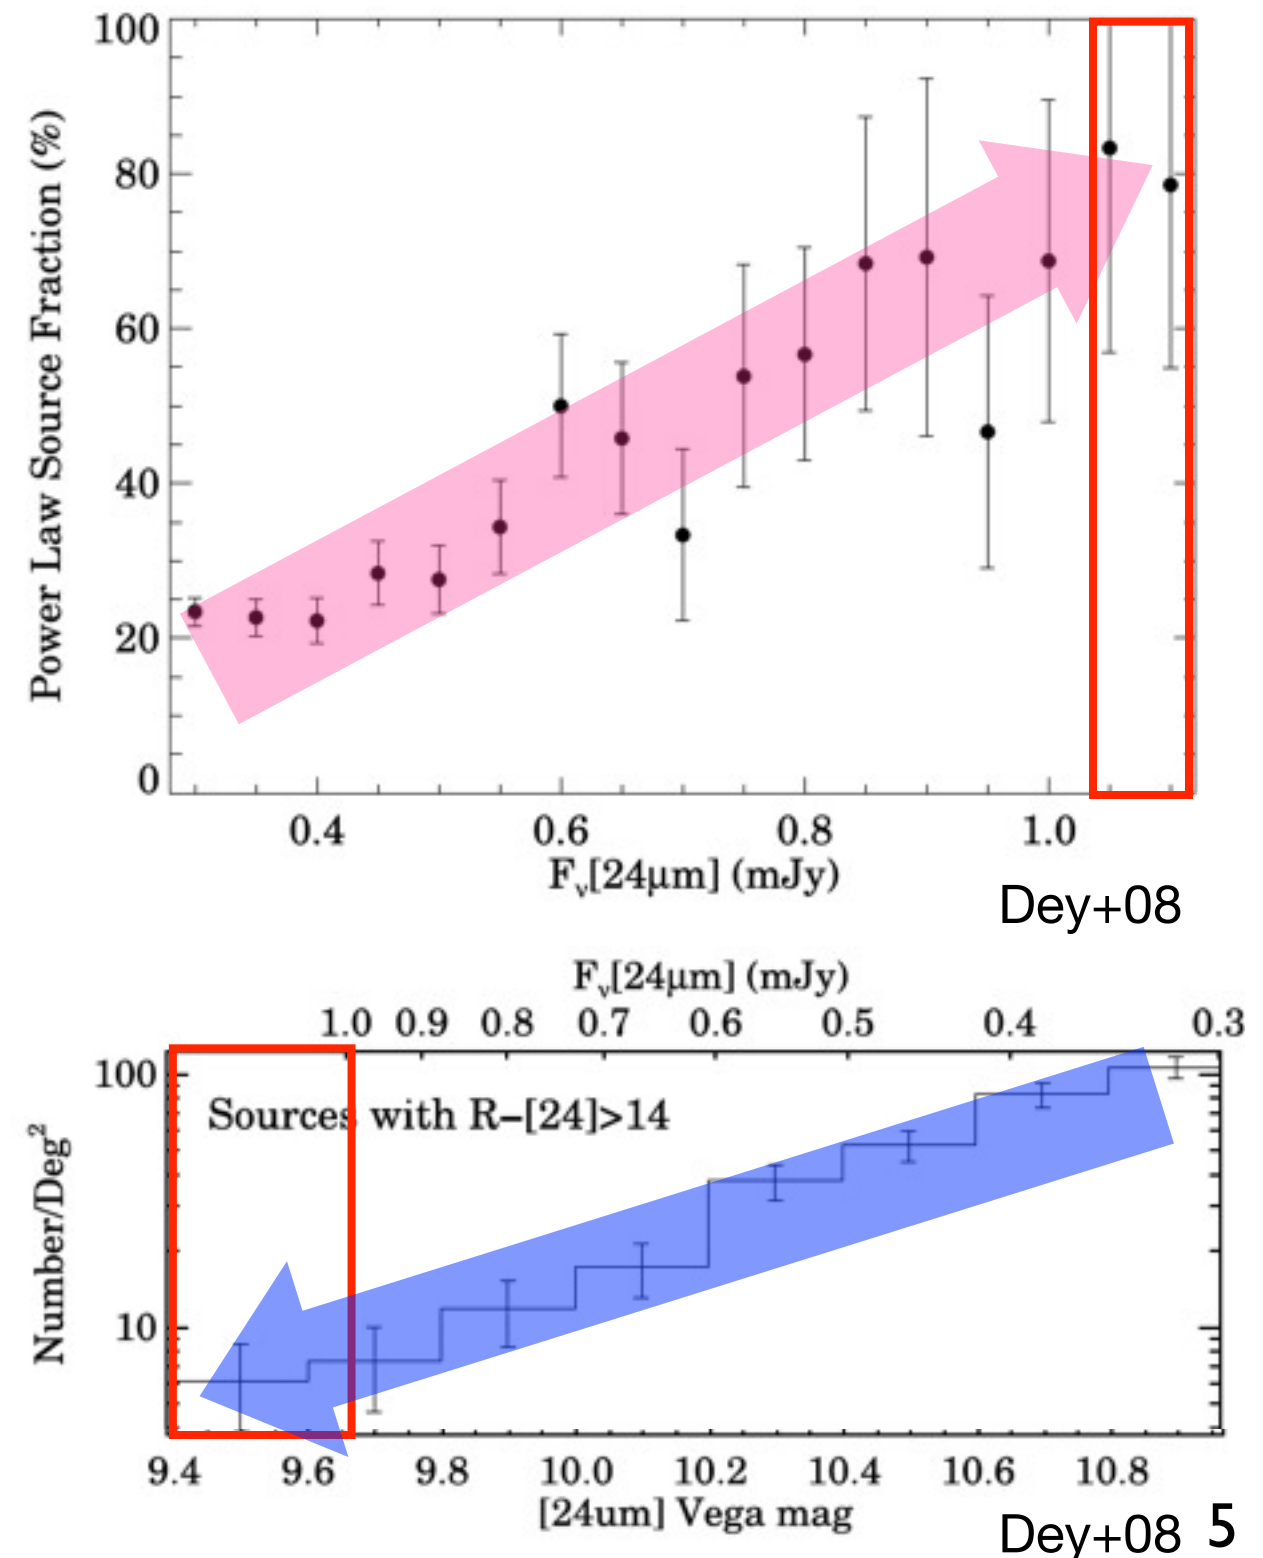 100
80
60
40
20
0
Power Law Source Fraction (%)
0.4 0.6 0.8 1.0
Fν[24μm] (mJy)
Dey+08
Fν[24μm] (mJy)
1.0 0.9 0.8 0.7 0.6 0.5 0.4 0.3
100
10
Number/Deg²
Sources with R–[24]>14
9.4 9.6 9.8 10.0 10.2 10.4 10.6 10.8
[24um] Vega mag
Dey+08 5